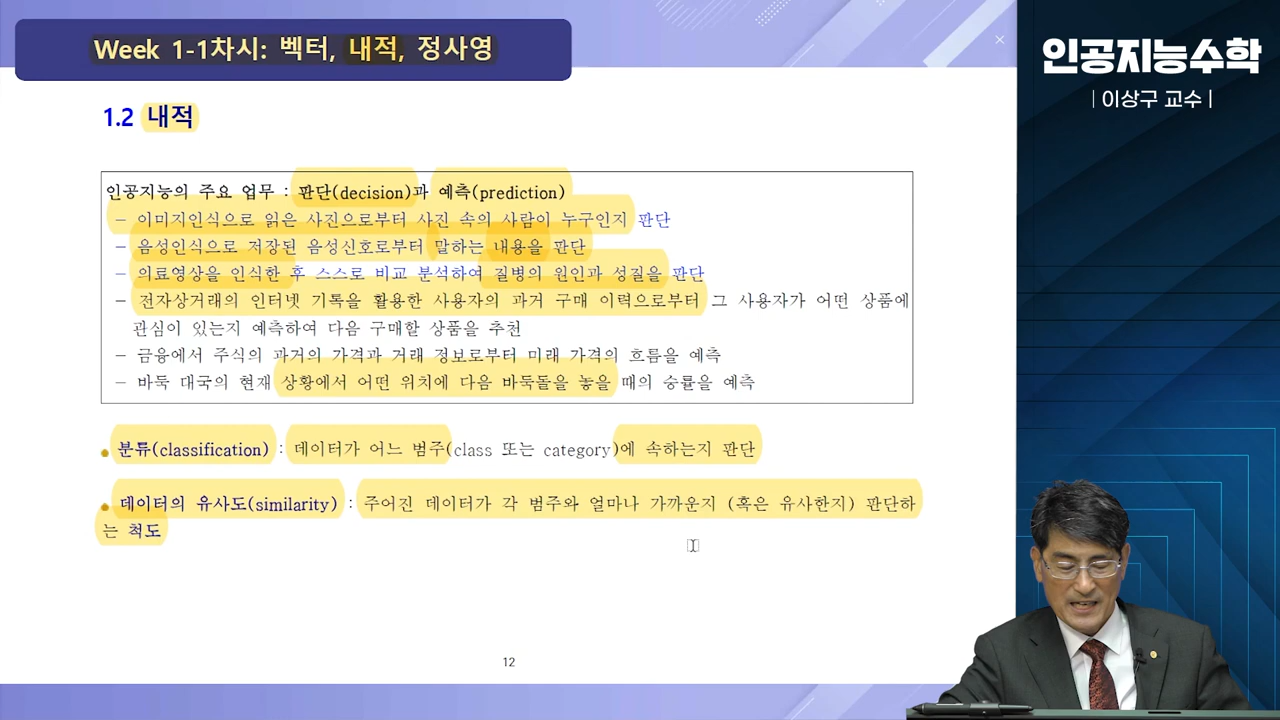 Week 1-1차시: 벡터, 내적, 정사영
인공지능수학
| 이상구 교수 |
1.2 내적
인공지능의 주요 업무 : 판단(decision)과 예측(prediction)
- 이미지인식으로 읽은 사진으로부터 사진 속의 사람이 누구인지 판단
- 음성인식으로 저장된 음성신호로부터 말하는 내용을 판단
- 의료영상을 인식한 후 스스로 비교 분석하여 질병의 원인과 성질을 판단
- 전자상거래의 인터넷 기록을 활용한 사용자의 과거 구매 이력으로부터 그 사용자가 어떤 상품에
관심이 있는지 예측하여 다음 구매할 상품을 추천
- 금융에서 주식의 과거의 가격과 거래 정보로부터 미래 가격의 흐름을 예측
- 바둑 대국의 현재 상황에서 어떤 위치에 다음 바둑돌을 놓을 때의 승률을 예측
• 분류(classification) : 데이터가 어느 범주(class 또는 category)에 속하는지 판단
• 데이터의 유사도(similarity) : 주어진 데이터가 각 범주와 얼마나 가까운지 (혹은 유사한지) 판단하
는 척도
12